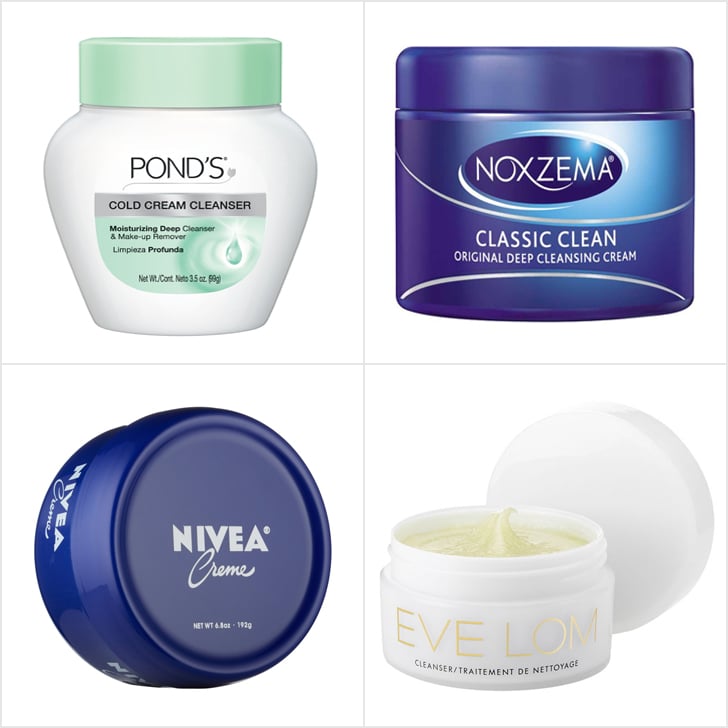 POND'S®
COLD CREAM CLEANSER
Moisturizing Deep Cleanser
& Make-up Remover
Limpieza Profunda
Net Wt./Cont. Neto 3.5 oz. (99g)
NOXZEMA®
CLASSIC CLEAN
ORIGINAL DEEP CLEANSING CREAM
NIVEA
Creme
NIVEA®
Creme
NET WT 6.8oz - 192g
NIVEA
EVE LOM
CLEANSER/TRAITEMENT DE NETTOYAGE